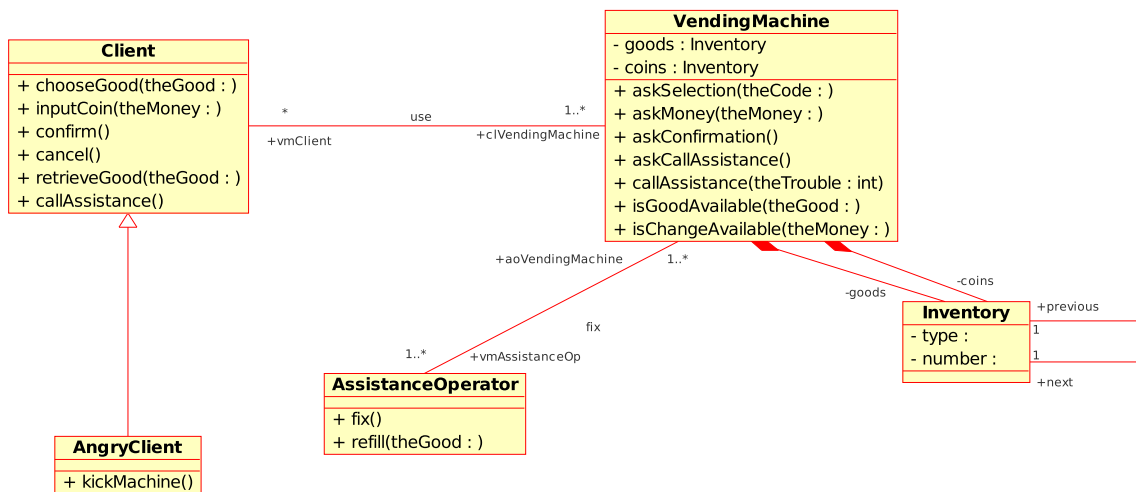 VendingMachine
- goods : Inventory
- coins : Inventory
+ askSelection(theCode : )
+ askMoney(theMoney : )
+ askConfirmation()
+ askCallAssistance()
+ callAssistance(theTrouble : int)
+ isGoodAvailable(theGood : )
+ isChangeAvailable(theMoney : )
Client
+ chooseGood(theGood : )
+ inputCoin(theMoney : )
+ confirm()
+ cancel()
+ retrieveGood(theGood : )
+ callAssistance()
*
+vmClient
use
1..*
+clVendingMachine
+aoVendingMachine
1..*
fix
1..*
+vmAssistanceOp
-goods
-coins
Inventory
- type :
- number :
+previous
1
1
+next
AssistanceOperator
+ fix()
+ refill(theGood : )
AngryClient
+ kickMachine()